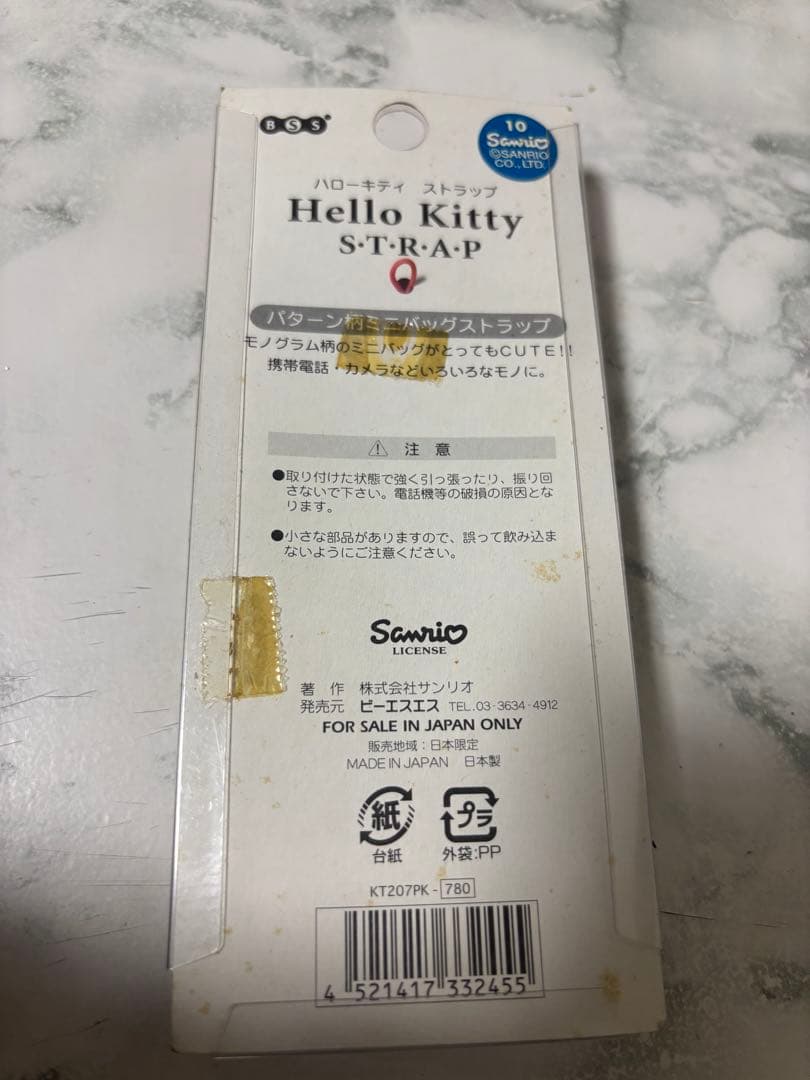 BSS
10
Sanrio
©SANRIO
CO., LTD.
ハローキティ ストラップ
Hello Kitty
S·T·R·A·P
パターン柄ミニバッグストラップ
モノグラム柄のミニバッグがとってもCUTE!!
携帯電話・カメラなどいろいろなモノに。
注意
●取り付けた状態で強く引っ張ったり、振り回
さないで下さい。電話機等の破損の原因とな
ります。
●小さな部品がありますので、誤って飲み込ま
ないようにご注意ください。
Sanrio
LICENSE
著 作 株式会社サンリオ
発売元 ビーエスエス TEL.03-3634-4912
FOR SALE IN JAPAN ONLY
販売地域：日本限定
MADE IN JAPAN 日本製
紙 プラ
台紙 外袋:PP
KT207PK-780
4 521417 332455